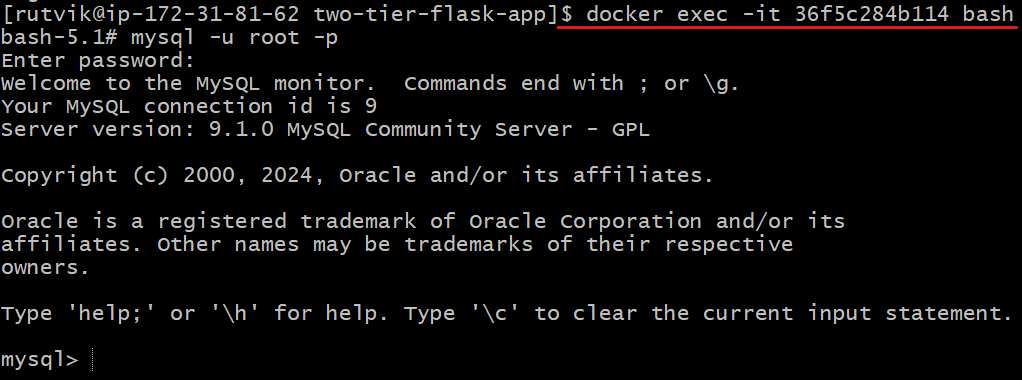 [rutvik@ip-172-31-81-62 two-tier-flask-app]$ docker exec -it 36f5c284b114 bash
bash-5.1# mysql -u root -p
Enter password:
Welcome to the MySQL monitor.  Commands end with ; or \g.
Your MySQL connection id is 9
Server version: 9.1.0 MySQL Community Server - GPL

Copyright (c) 2000, 2024, Oracle and/or its affiliates.

Oracle is a registered trademark of Oracle Corporation and/or its
affiliates. Other names may be trademarks of their respective
owners.

Type 'help;' or '\h' for help. Type '\c' to clear the current input statement.

mysql>